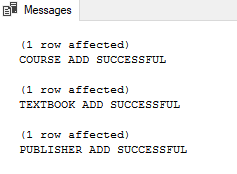 Messages
(1 row affected)
COURSE ADD SUCCESSFUL
(1 row affected)
TEXTBOOK ADD SUCCESSFUL
(1 row affected)
PUBLISHER ADD SUCCESSFUL